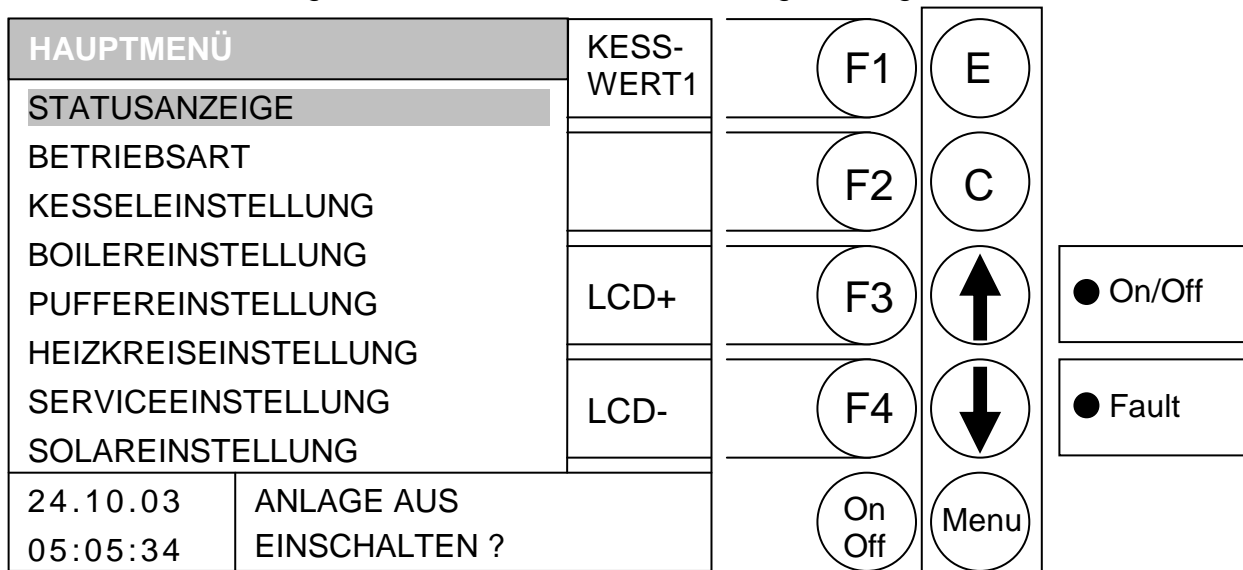 HAUPTMENÜ
STATUSANZEIGE
BETRIEBSART
KESSELEINSTELLUNG
BOILEREINSTELLUNG
PUFFEREINSTELLUNG
HEIZKREISEINSTELLUNG
SERVICEEINSTELLUNG
SOLAREINSTELLUNG
24.10.03
05:05:34
ANLAGE AUS
EINSCHALTEN ?
KESS-
WERT1
LCD+
LCD-
F1
E
F2
C
F3
F4
On
Off
Menu
● On/Off
● Fault